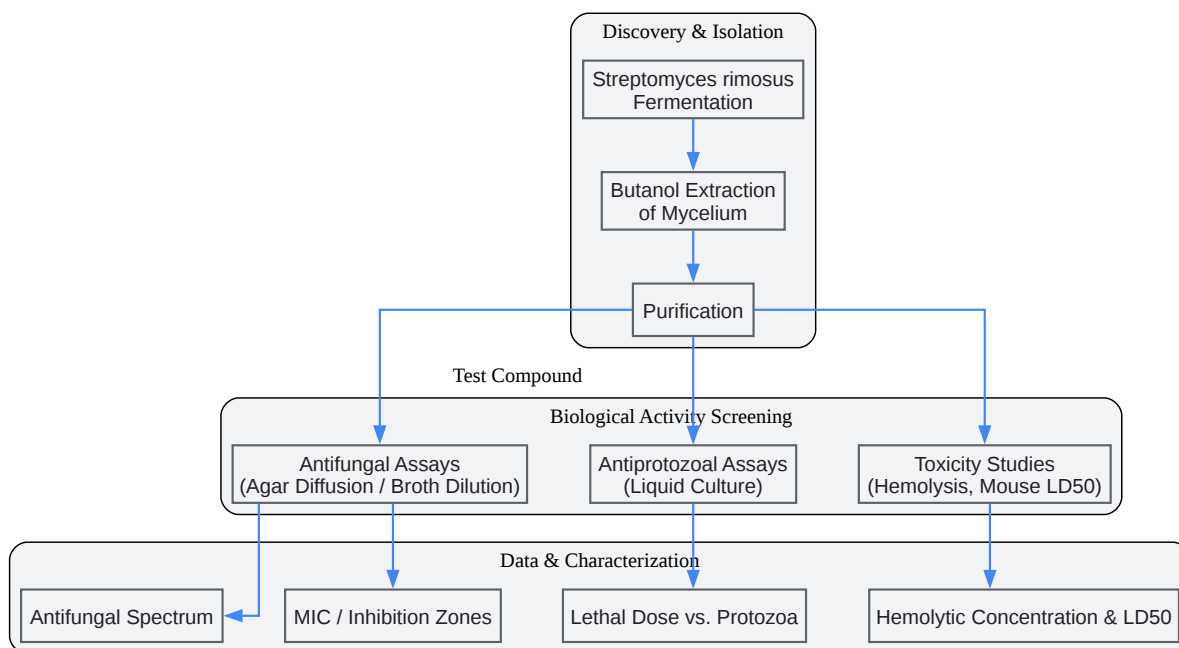 Discovery & Isolation
Streptomyces rimosus
Fermentation
Butanol Extraction
of Mycelium
Purification
Test Compound
Biological Activity Screening
Antifungal Assays
(Agar Diffusion / Broth Dilution)
Antiprotozoal Assays
(Liquid Culture)
Toxicity Studies
(Hemolysis, Mouse LD50)
Data & Characterization
Antifungal Spectrum
MIC / Inhibition Zones
Lethal Dose vs. Protozoa
Hemolytic Concentration & LD50